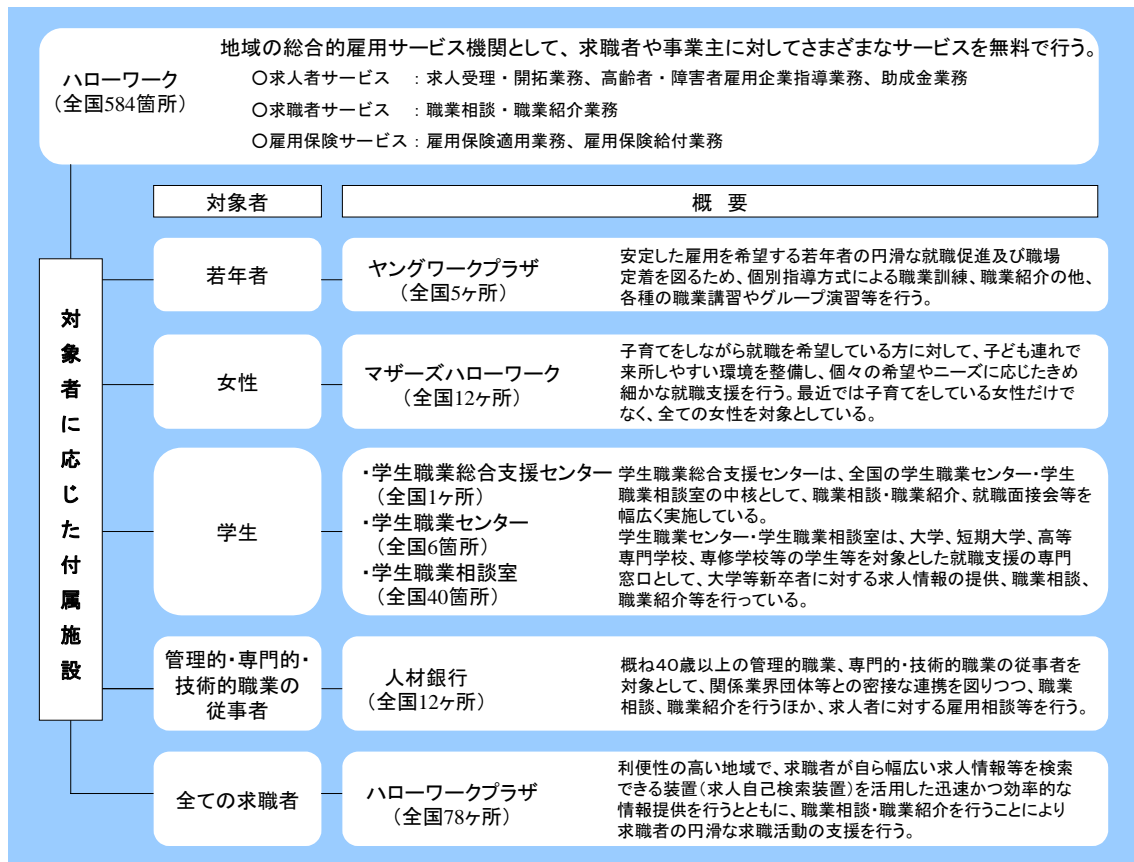 地域の総合的雇用サービス機関として、求職者や事業主に対してさまざまなサービスを無料で行う。
ハローワーク
（全国584箇所）
○求人者サービス　：求人受理・開拓業務、高齢者・障害者雇用企業指導業務、助成金業務
○求職者サービス　：職業相談・職業紹介業務
○雇用保険サービス：雇用保険適用業務、雇用保険給付業務
対象者に応じた付属施設
対象者
概　要
若年者
ヤングワークプラザ
（全国5ヶ所）
安定した雇用を希望する若年者の円滑な就職促進及び職場
定着を図るため、個別指導方式による職業訓練、職業紹介の他、
各種の職業講習やグループ演習等を行う。
女性
マザーズハローワーク
（全国12ヶ所）
子育てをしながら就職を希望している方に対して、子ども連れで
来所しやすい環境を整備し、個々の希望やニーズに応じたきめ
細かな就職支援を行う。最近では子育てをしている女性だけで
なく、全ての女性を対象としている。
学生
・学生職業総合支援センター
（全国1ヶ所）
・学生職業センター
（全国6箇所）
・学生職業相談室
（全国40箇所）
学生職業総合支援センターは、全国の学生職業センター・学生
職業相談室の中核として、職業相談・職業紹介、就職面接会等を
幅広く実施している。
学生職業センター・学生職業相談室は、大学、短期大学、高等
専門学校、専修学校等の学生等を対象とした就職支援の専門
窓口として、大学等新卒者に対する求人情報の提供、職業相談、
職業紹介等を行っている。
管理的・専門的・
技術的職業の
従事者
人材銀行
（全国12ヶ所）
概ね４０歳以上の管理的職業、専門的・技術的職業の従事者を
対象として、関係業界団体等との密接な連携を図りつつ、職業
相談、職業紹介を行うほか、求人者に対する雇用相談等を行う。
全ての求職者
ハローワークプラザ
（全国78ヶ所）
利便性の高い地域で、求職者が自ら幅広い求人情報等を検索
できる装置（求人自己検索装置）を活用した迅速かつ効率的な
情報提供を行うとともに、職業相談・職業紹介を行うことにより
求職者の円滑な求職活動の支援を行う。